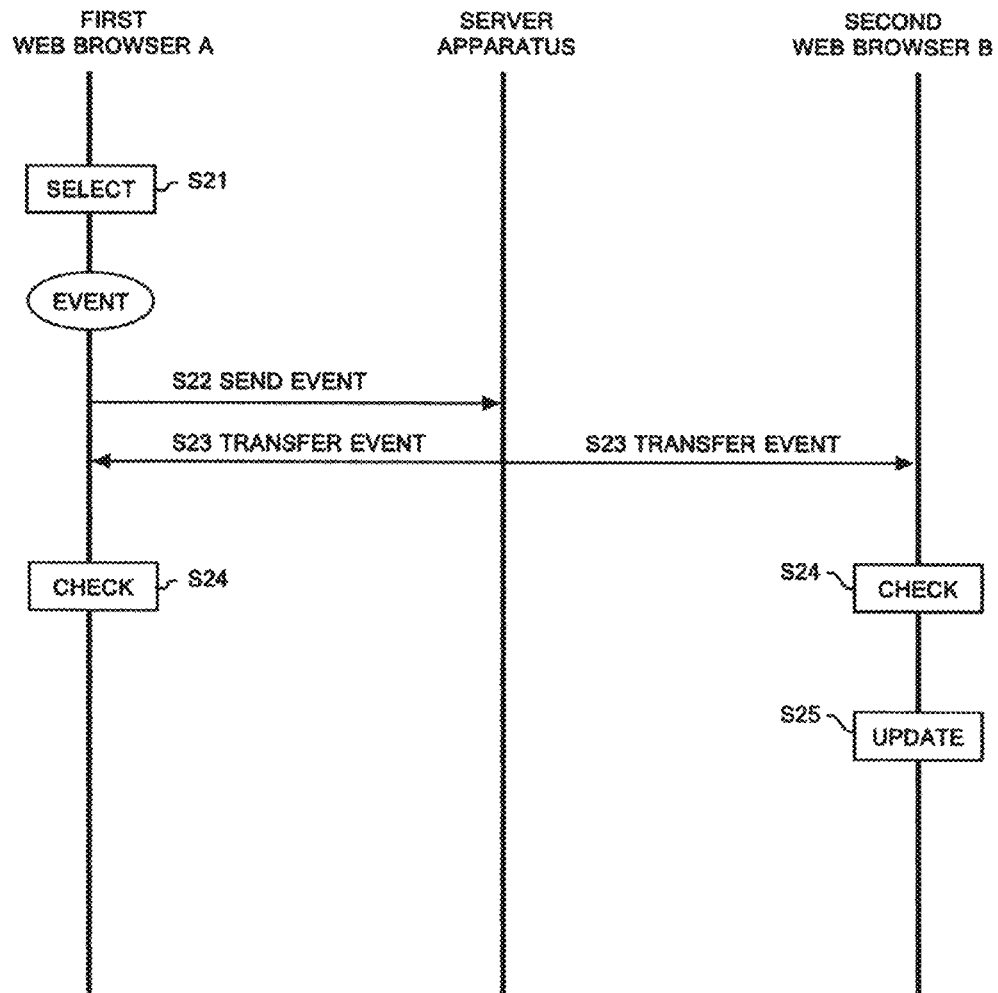 FIRST
WEB BROWSER A
SERVER
APPARATUS
SECOND
WEB BROWSER B
SELECT
S21
EVENT
S22 SEND EVENT
S23 TRANSFER EVENT
S23 TRANSFER EVENT
CHECK
S24
S24
CHECK
S25
UPDATE